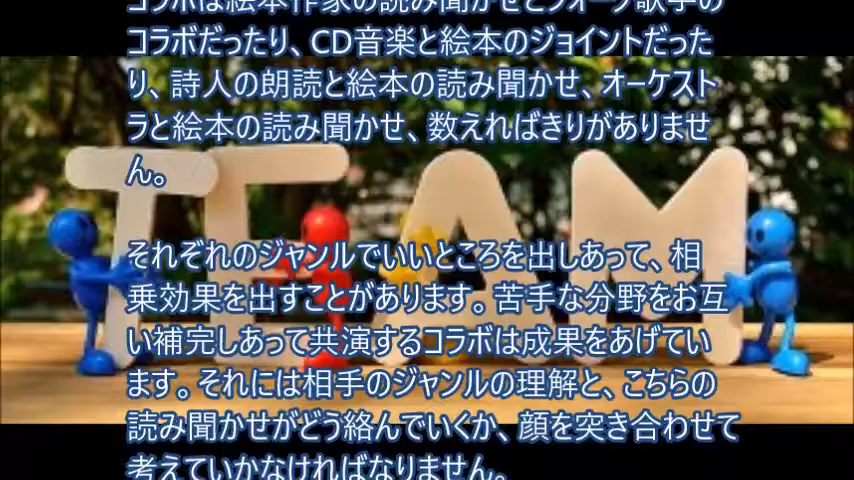 コラボは絵本作家の読み聞かせとフォーク歌手の
コラボだったり、CD音楽と絵本のジョイントだった
り、詩人の朗読と絵本の読み聞かせ、オーケスト
ラと絵本の読み聞かせ、数えればきりがありませ
ん。
TEAM
それぞれのジャンルでいいところを出しあって、相
乗効果を出すことがあります。苦手な分野をお互
い補完しあって共演するコラボは成果をあげてい
ます。それには相手のジャンルの理解と、こちらの
読み聞かせがどう絡んでいくか、顔を突き合わせて
考えていかなければなりません。